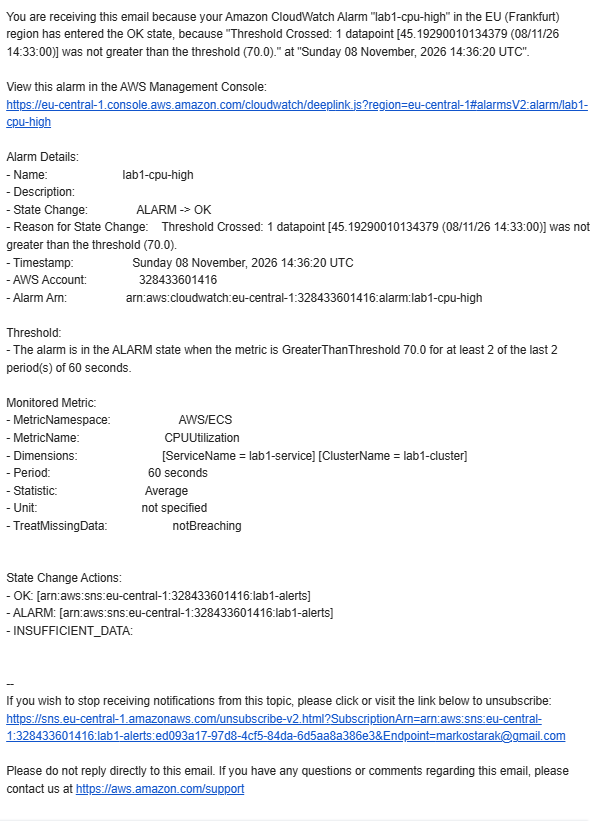 You are receiving this email because your Amazon CloudWatch Alarm "lab1-cpu-high" in the EU (Frankfurt)
region has entered the OK state, because "Threshold Crossed: 1 datapoint [45.19290010134379 (08/11/26
14:33:00)] was not greater than the threshold (70.0)." at "Sunday 08 November, 2026 14:36:20 UTC".
View this alarm in the AWS Management Console:
https://eu-central-1.console.aws.amazon.com/cloudwatch/deeplink.js?region=eu-central-1#alarmsV2:alarm/lab1-
cpu-high
Alarm Details:
- Name: lab1-cpu-high
- Description:
- State Change: ALARM -> OK
- Reason for State Change: Threshold Crossed: 1 datapoint [45.19290010134379 (08/11/26 14:33:00)] was not
greater than the threshold (70.0).
- Timestamp: Sunday 08 November, 2026 14:36:20 UTC
- AWS Account: 328433601416
- Alarm Arn: arn:aws:cloudwatch:eu-central-1:328433601416:alarm:lab1-cpu-high
Threshold:
- The alarm is in the ALARM state when the metric is GreaterThanThreshold 70.0 for at least 2 of the last 2
period(s) of 60 seconds.
Monitored Metric:
- MetricNamespace: AWS/ECS
- MetricName: CPUUtilization
- Dimensions: [ServiceName = lab1-service] [ClusterName = lab1-cluster]
- Period: 60 seconds
- Statistic: Average
- Unit: not specified
- TreatMissingData: notBreaching
State Change Actions:
- OK: [arn:aws:sns:eu-central-1:328433601416:lab1-alerts]
- ALARM: [arn:aws:sns:eu-central-1:328433601416:lab1-alerts]
- INSUFFICIENT_DATA:
--
If you wish to stop receiving notifications from this topic, please click or visit the link below to unsubscribe:
https://sns.eu-central-1.amazonaws.com/unsubscribe-v2.html?SubscriptionArn=arn:aws:sns:eu-central-
1:328433601416:lab1-alerts:ed093a17-97d8-4cf5-84da-6d5aa8a386e3&Endpoint=markostarak@gmail.com
Please do not reply directly to this email. If you have any questions or comments regarding this email, please
contact us at https://aws.amazon.com/support